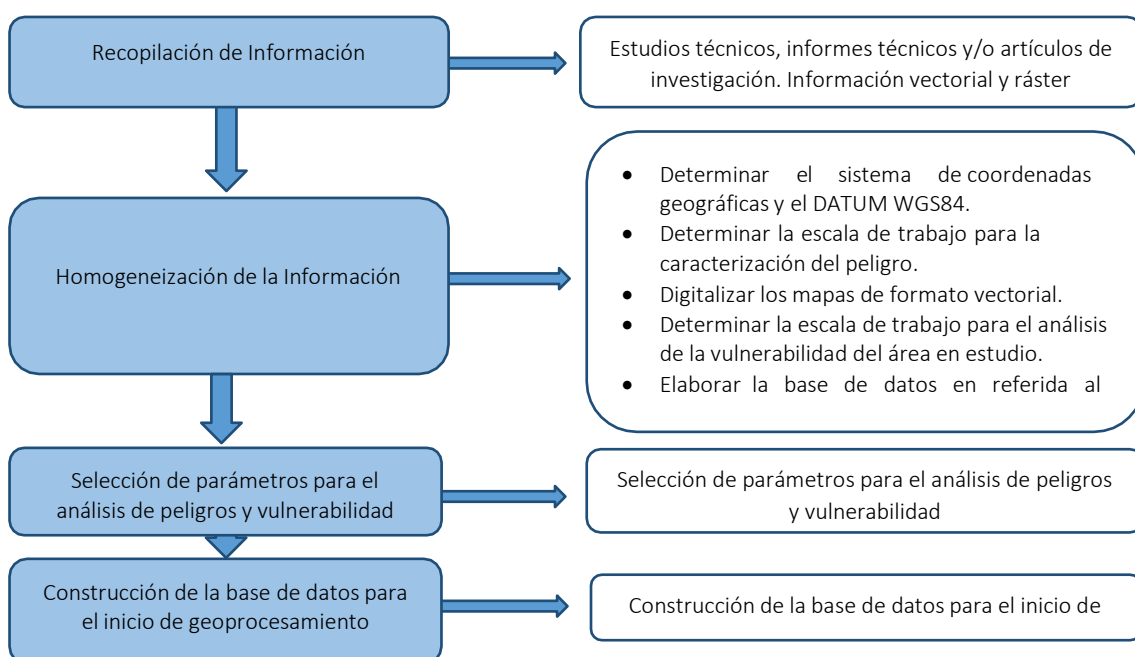 Recopilación de Información
Estudios técnicos, informes técnicos y/o artículos de
investigación. Información vectorial y ráster
Homogeneización de la Información
• Determinar el sistema de coordenadas
geográficas y el DATUM WGS84.
• Determinar la escala de trabajo para la
caracterización del peligro.
• Digitalizar los mapas de formato vectorial.
• Determinar la escala de trabajo para el análisis
de la vulnerabilidad del área en estudio.
• Elaborar la base de datos en referida al
Selección de parámetros para el
análisis de peligros y vulnerabilidad
Selección de parámetros para el análisis de peligros
y vulnerabilidad
Construcción de la base de datos para
el inicio de geoprocesamiento
Construcción de la base de datos para el inicio de